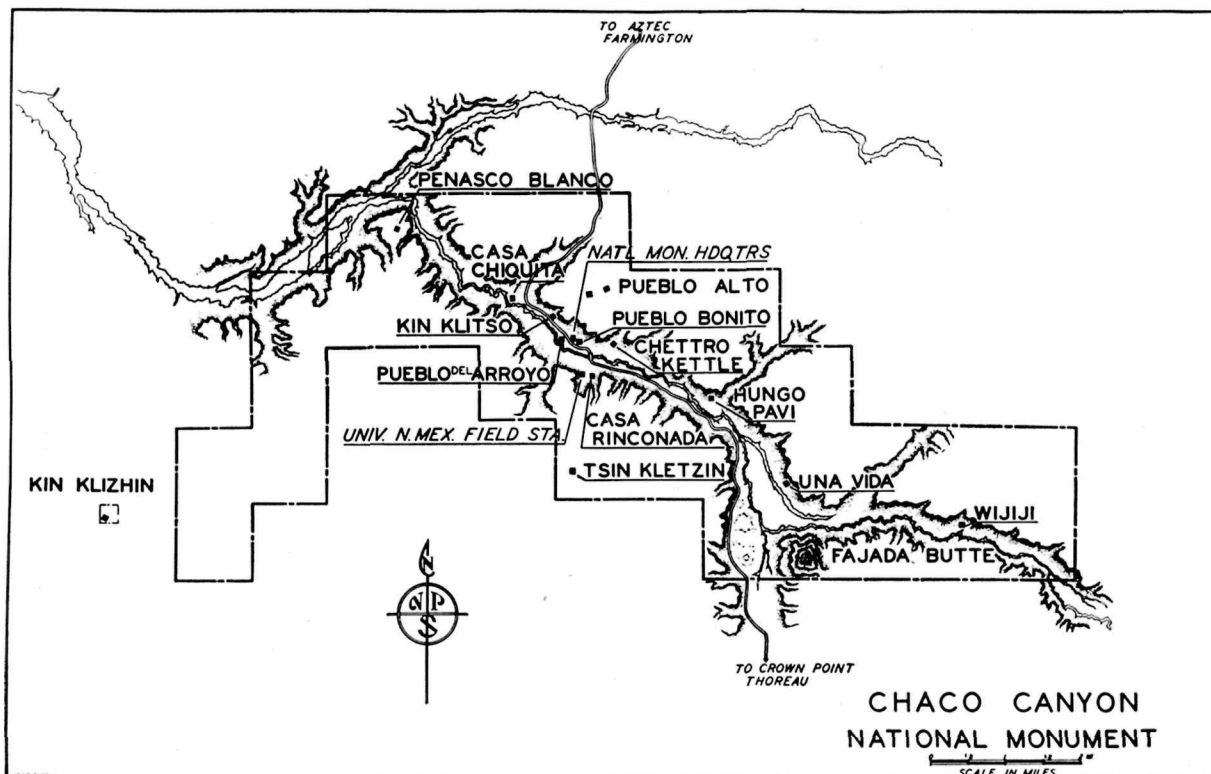 TO AZTEC
FARMINGTON
PENASCO BLANCO
CASA
CHIQUITA
NAT'L MON. HDQTRS
PUEBLO ALTO
KIN KLITSO
PUEBLO BONITO
CHETTRO
KETTLE
PUEBLO DEL ARROYO
HUNGO
PAVI
CASA
RINCONADA
UNIV. N. MEX. FIELD STA.
TSIN KLETZIN
KIN KLIZHIN
UNA VIDA
WIJIJI
FAJADA BUTTE
N
N P
S
TO CROWN POINT
THOREAU
CHACO CANYON
NATIONAL MONUMENT
SCALE IN MILES